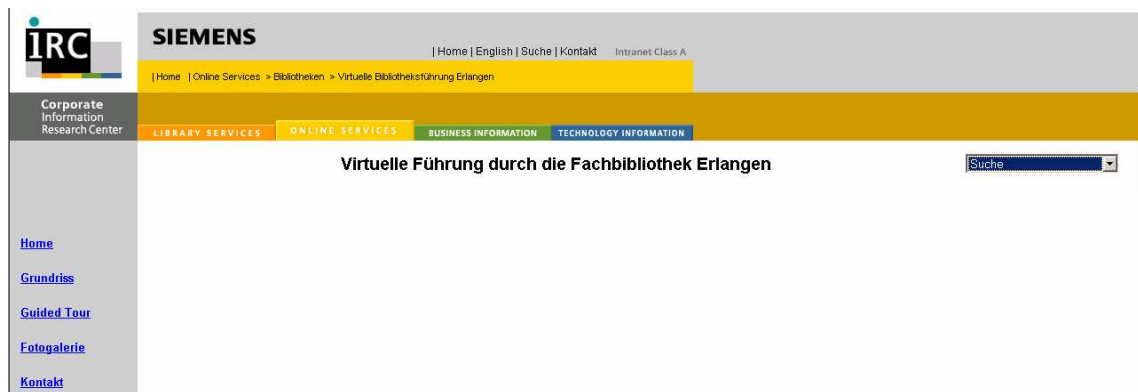 iRC
SIEMENS
| Home | English | Suche | Kontakt Intranet Class A
| Home | Online Services » Bibliotheken » Virtuelle Bibliotheksführung Erlangen
Corporate
Information
Research Center
LIBRARY SERVICES ONLINE SERVICES BUSINESS INFORMATION TECHNOLOGY INFORMATION
Virtuelle Führung durch die Fachbibliothek Erlangen
Suche
Home
Grundriss
Guided Tour
Fotogalerie
Kontakt